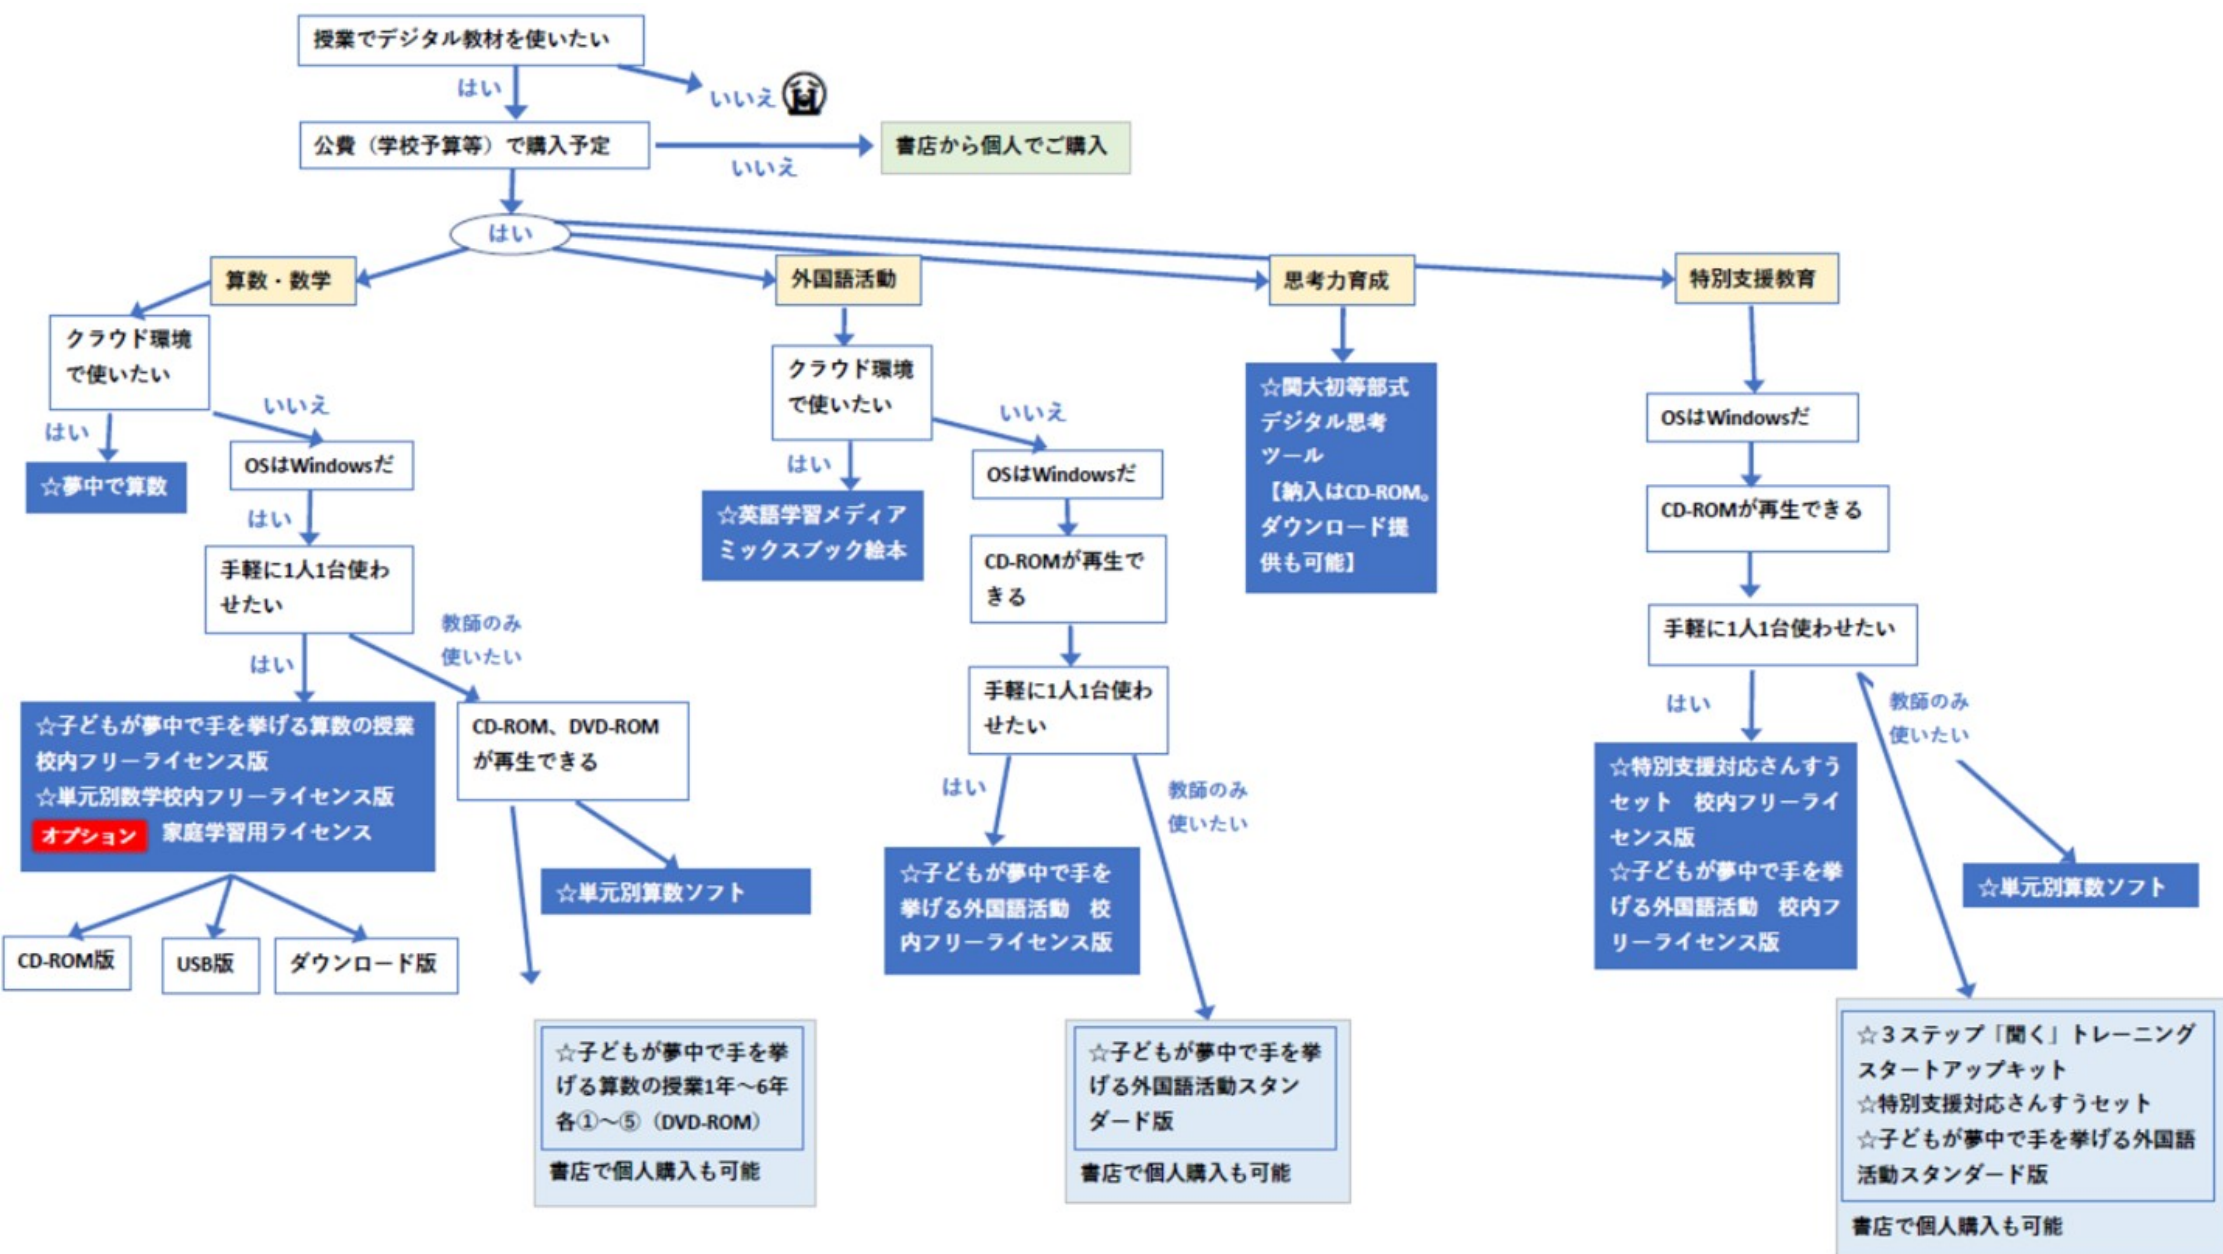 授業でデジタル教材を使いたい
はい
いいえ
公費（学校予算等）で購入予定
いいえ
書店から個人でご購入
はい
算数・数学
外国語活動
思考力育成
特別支援教育
クラウド環境
で使いたい
はい
いいえ
☆夢中で算数
OSはWindowsだ
はい
手軽に1人1台使わ
せたい
はい
教師のみ
使いたい
☆子どもが夢中で手を挙げる算数の授業
校内フリーライセンス版
☆単元別数学校内フリーライセンス版
オプション 家庭学習用ライセンス
CD-ROM版
USB版
ダウンロード版
CD-ROM、DVD-ROM
が再生できる
☆単元別算数ソフト
☆子どもが夢中で手を挙
げる算数の授業1年～6年
各①～⑤（DVD-ROM）
書店で個人購入も可能
クラウド環境
で使いたい
はい
いいえ
☆英語学習メディア
ミックスブック絵本
OSはWindowsだ
CD-ROMが再生で
きる
手軽に1人1台使わ
せたい
はい
教師のみ
使いたい
☆子どもが夢中で手を
挙げる外国語活動　校
内フリーライセンス版
☆子どもが夢中で手を挙
げる外国語活動スタン
ダード版
書店で個人購入も可能
☆関大初等部式
デジタル思考
ツール
【納入はCD-ROM。
ダウンロード提
供も可能】
OSはWindowsだ
CD-ROMが再生できる
手軽に1人1台使わせたい
はい
教師のみ
使いたい
☆特別支援対応さんすう
セット　校内フリーライ
センス版
☆子どもが夢中で手を挙
げる外国語活動　校内フ
リーライセンス版
☆単元別算数ソフト
☆３ステップ「聞く」トレーニング
スタートアップキット
☆特別支援対応さんすうセット
☆子どもが夢中で手を挙げる外国語
活動スタンダード版
書店で個人購入も可能